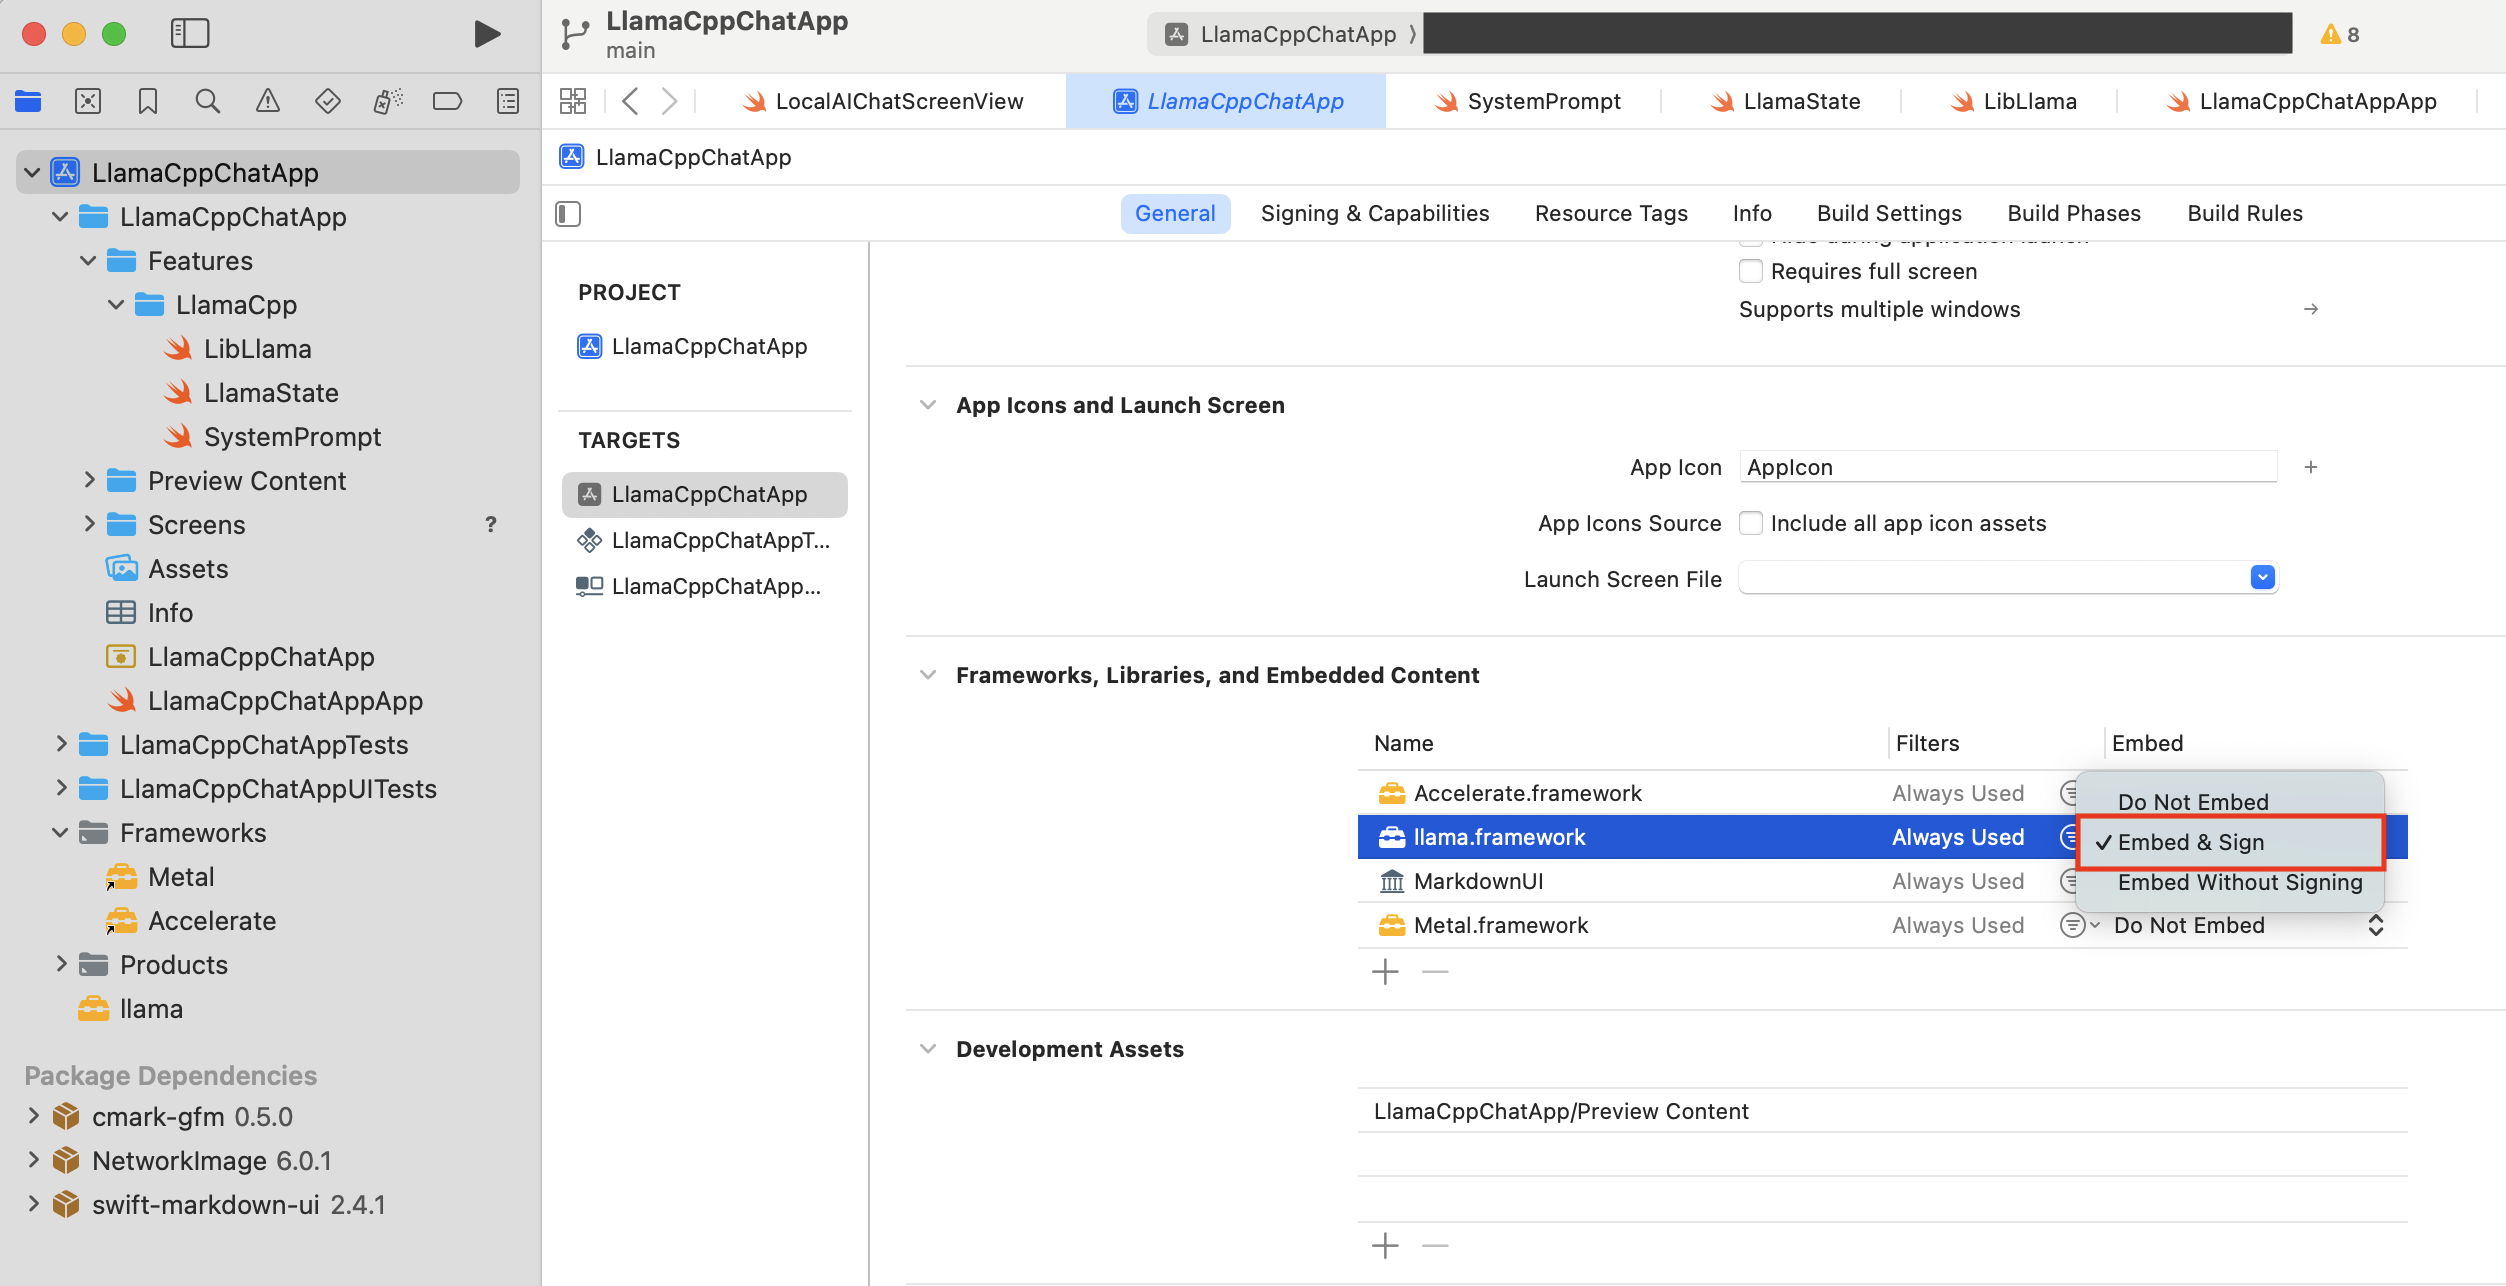 LlamaCppChatApp
main
LlamaCppChatApp
8
LocalAIChatScreenView
LlamaCppChatApp
SystemPrompt
LlamaState
LibLlama
LlamaCppChatAppApp
LlamaCppChatApp
LlamaCppChatApp
Features
LlamaCpp
LibLlama
LlamaState
SystemPrompt
Preview Content
Screens ?
Assets
Info
LlamaCppChatApp
LlamaCppChatAppApp
LlamaCppChatAppTests
LlamaCppChatAppUITests
Frameworks
Metal
Accelerate
Products
llama
Package Dependencies
cmark-gfm 0.5.0
NetworkImage 6.0.1
swift-markdown-ui 2.4.1
LlamaCppChatApp
General
Signing & Capabilities
Resource Tags
Info
Build Settings
Build Phases
Build Rules
PROJECT
LlamaCppChatApp
TARGETS
LlamaCppChatApp
LlamaCppChatAppT...
LlamaCppChatApp...
Requires full screen
Supports multiple windows
App Icons and Launch Screen
App Icon AppIcon
App Icons Source Include all app icon assets
Launch Screen File
Frameworks, Libraries, and Embedded Content
Name Filters Embed
Accelerate.framework Always Used
Do Not Embed
llama.framework Always Used
Embed & Sign
MarkdownUI Always Used
Embed Without Signing
Metal.framework Always Used Do Not Embed
Development Assets
LlamaCppChatApp/Preview Content